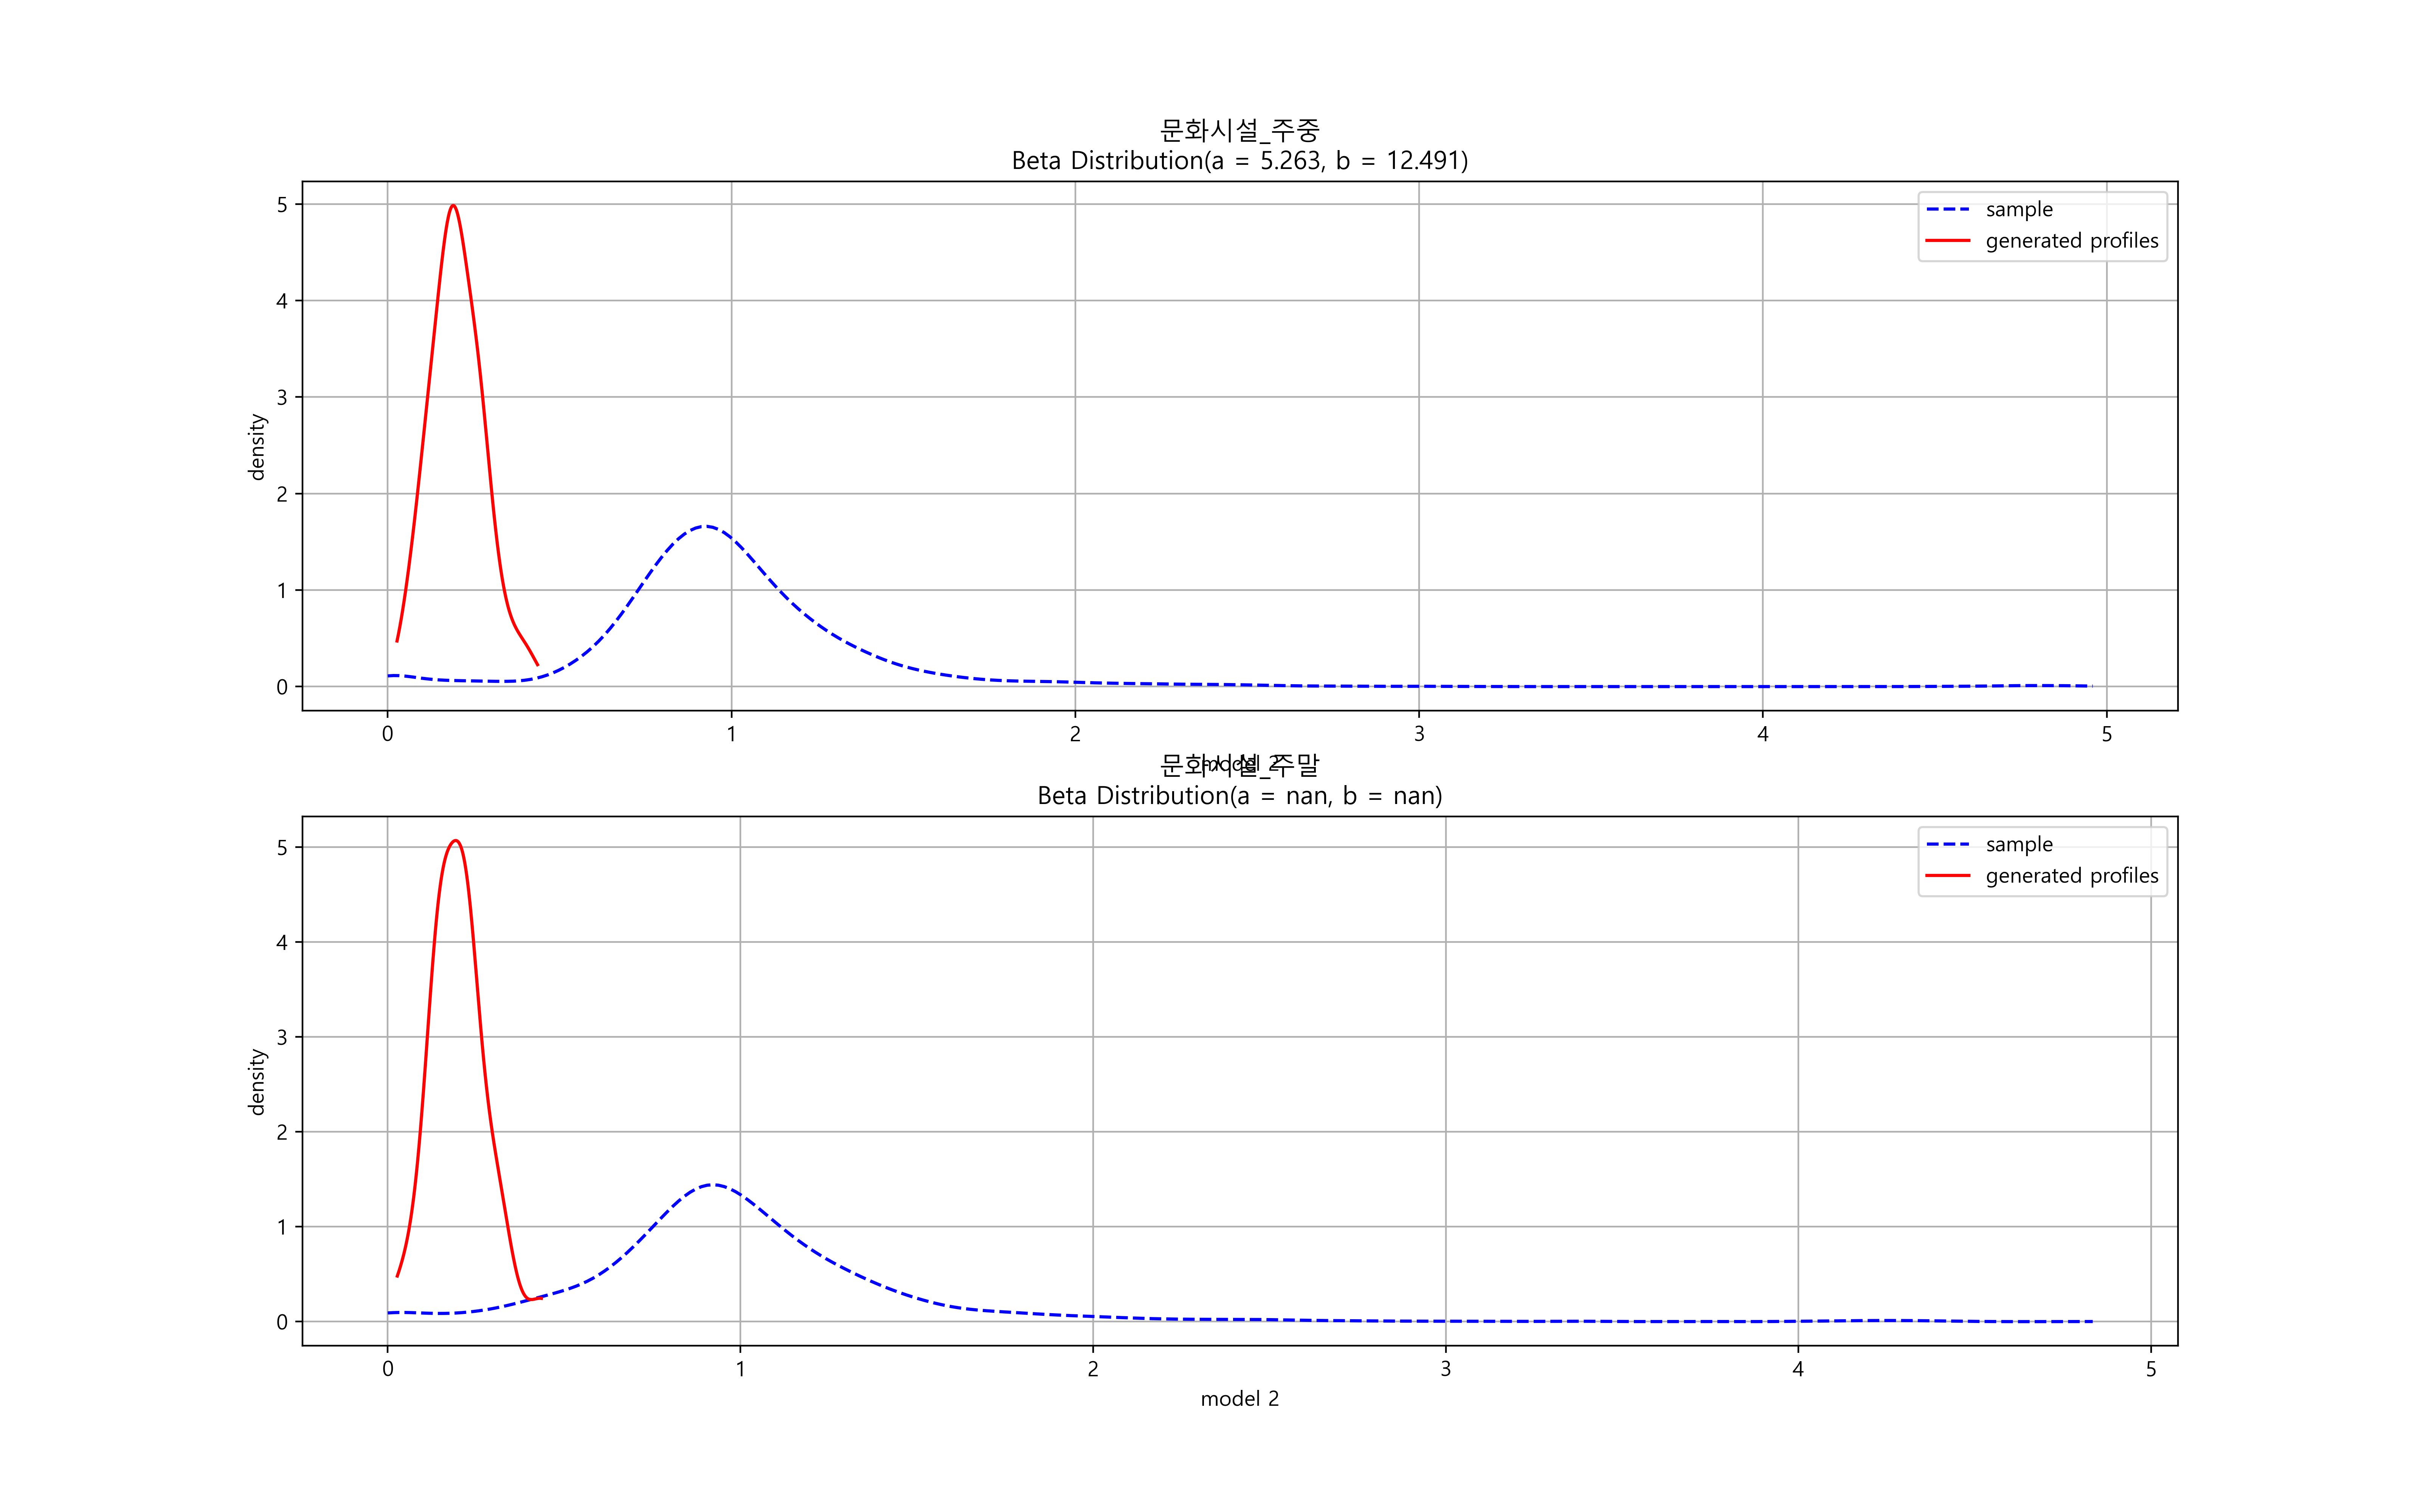 문화시설_주중
Beta Distribution(a = 5.263, b = 12.491)
sample
generated profiles
density
5
4
3
2
1
0
0 1 2 3 4 5
model 2
문화시설_주말
Beta Distribution(a = nan, b = nan)
sample
generated profiles
density
5
4
3
2
1
0
0 1 2 3 4 5
model 2